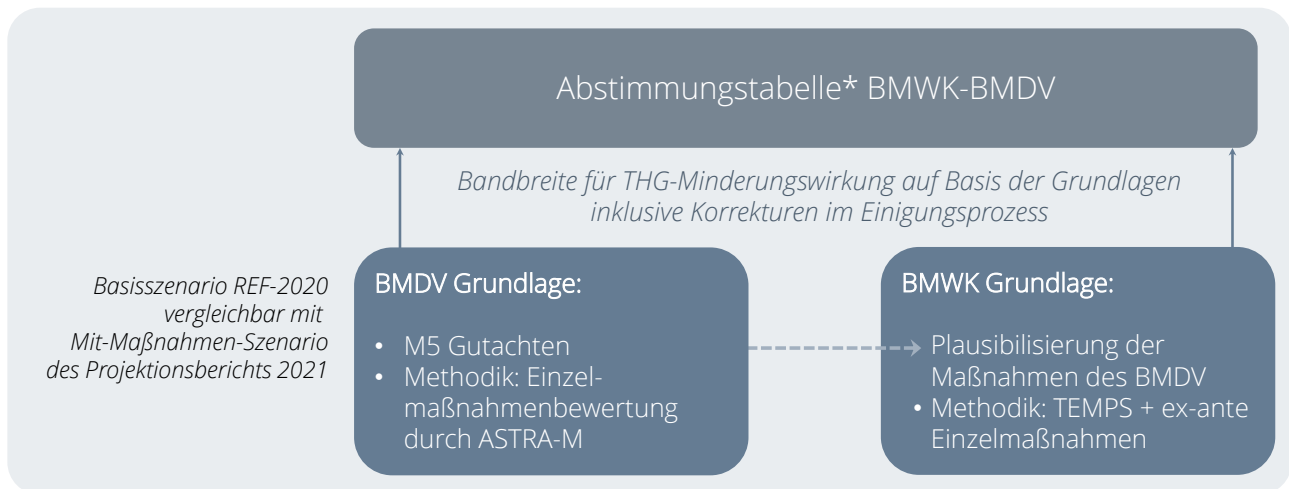 Abstimmungstabelle* BMWK-BMDV
Bandbreite für THG-Minderungswirkung auf Basis der Grundlagen
inklusive Korrekturen im Einigungsprozess
Basisszenario REF-2020
vergleichbar mit
Mit-Maßnahmen-Szenario
des Projektionsberichts 2021
BMDV Grundlage:
• M5 Gutachten
• Methodik: Einzel-
maßnahmenbewertung
durch ASTRA-M
BMWK Grundlage:
Plausibilisierung der
Maßnahmen des BMDV
• Methodik: TEMPS + ex-ante
Einzelmaßnahmen